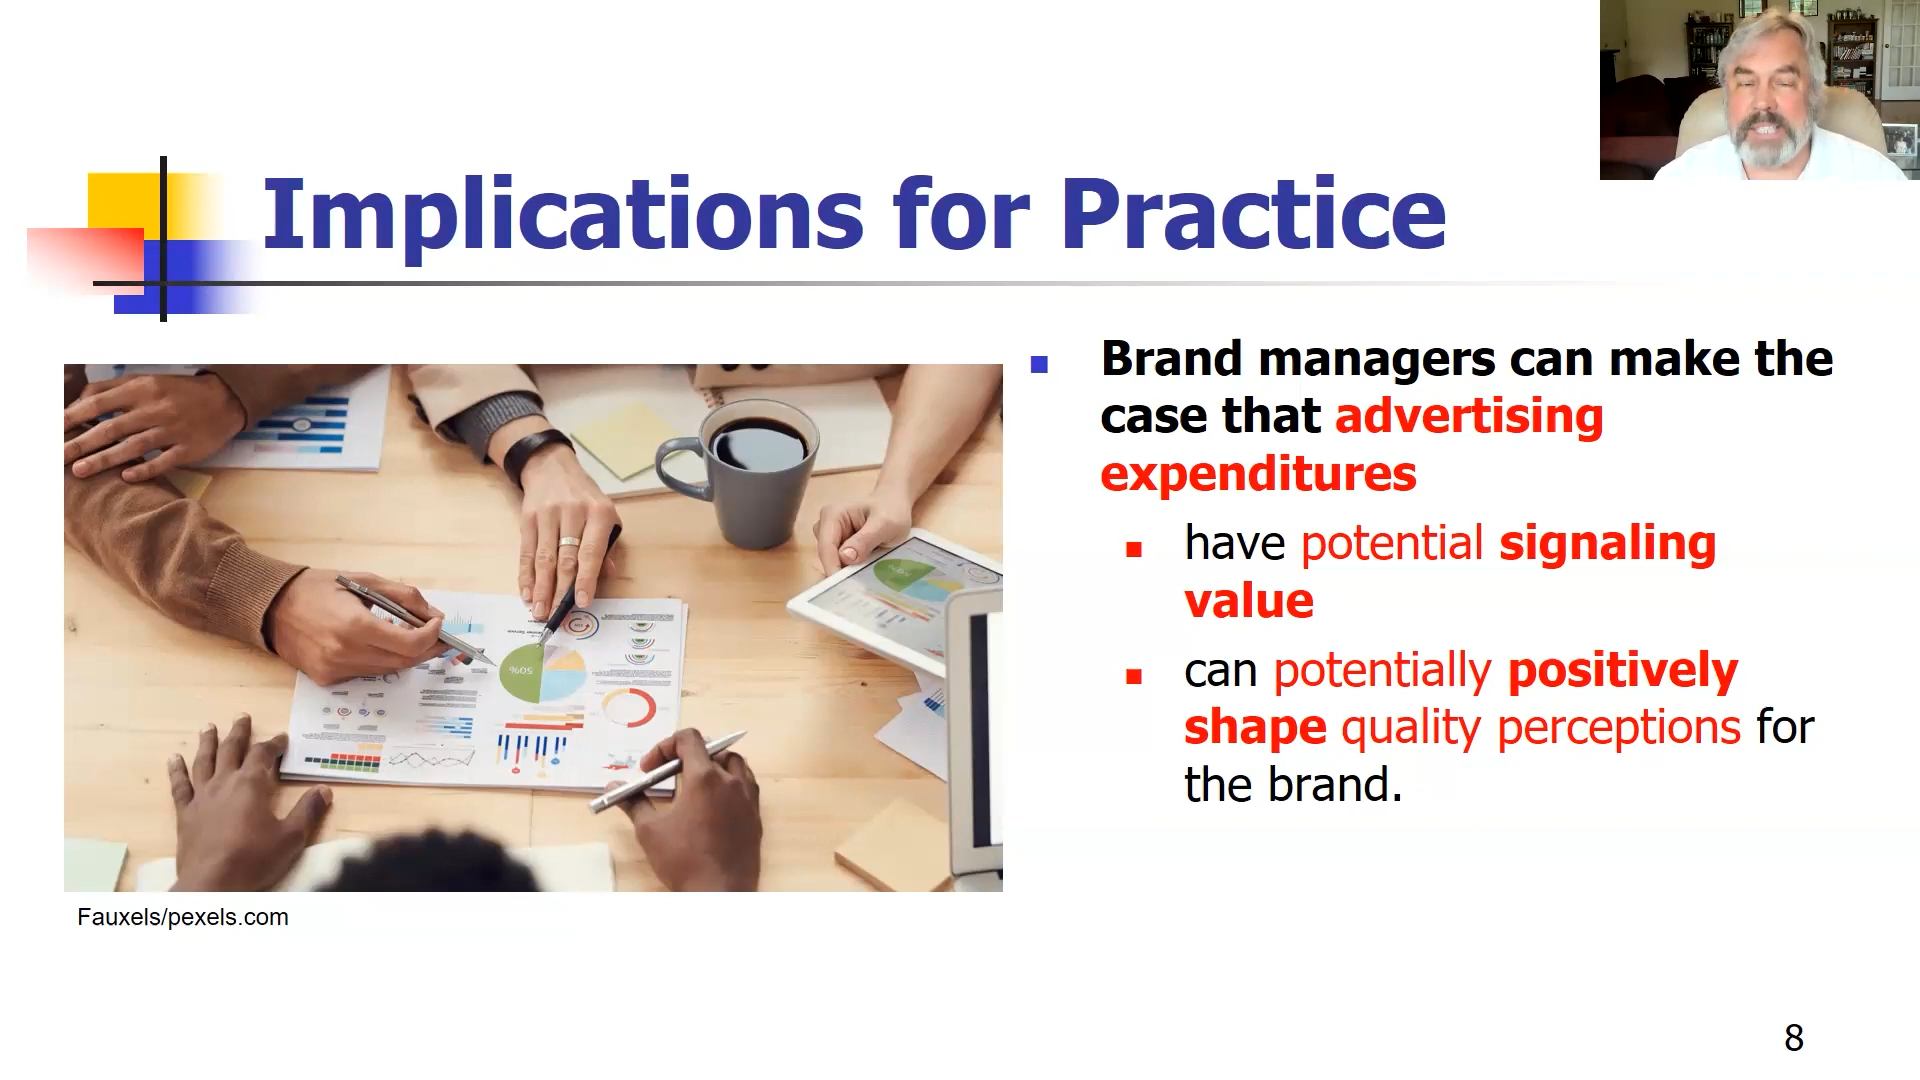 Implications for Practice
Brand managers can make the
case that advertising
expenditures
have potential signaling
value
can potentially positively
shape quality perceptions for
the brand.
50%
Fauxels/pexels.com
8